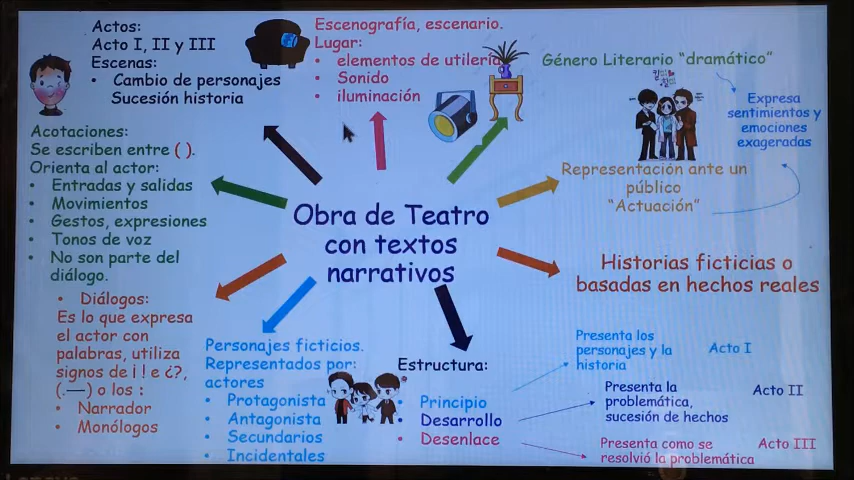 Actos:
Acto I, II y III
Escenas:
• Cambio de personajes
Sucesión historia
Escenografía, escenario.
Lugar:
• elementos de utilería
• Sonido
• iluminación
Género Literario “dramático”
Expresa
sentimientos y
emociones
exageradas
Representación ante un
público
“Actuación”
Acotaciones:
Se escriben entre ( ).
Orienta al actor:
• Entradas y salidas
• Movimientos
• Gestos, expresiones
• Tonos de voz
• No son parte del
diálogo.
Obra de Teatro
con textos
narrativos
Historias ficticias o
basadas en hechos reales
• Diálogos:
Es lo que expresa
el actor con
palabras, utiliza
signos de ¡ ! e ¿?,
(.—) o los :
• Narrador
• Monólogos
Personajes ficticios.
Representados por:
actores
• Protagonista
• Antagonista
• Secundarios
• Incidentales
Estructura:
• Principio
• Desarrollo
• Desenlace
Presenta los
personajes y la
historia
Acto I
Presenta la
problemática,
sucesión de hechos
Acto II
Presenta como se
resolvió la problemática
Acto III